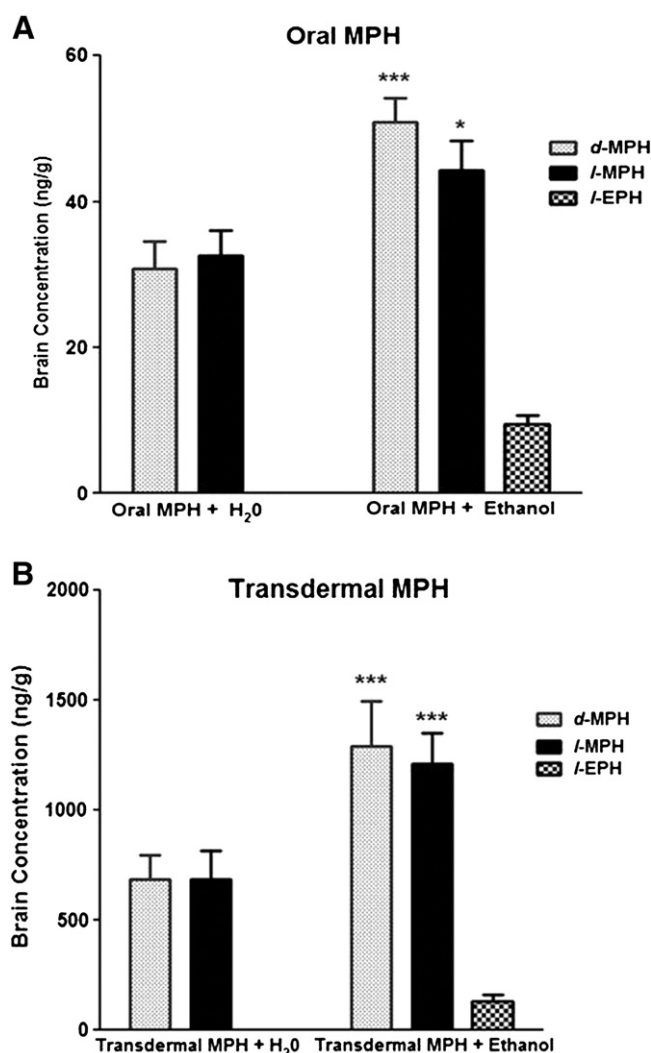 A
Oral MPH
60
40
20
0
Brain Concentration (ng/g)
***
*
d-MPH
l-MPH
l-EPH
Oral MPH + H₂0
Oral MPH + Ethanol
B
Transdermal MPH
2000
1500
1000
500
0
Brain Concentration (ng/g)
***
***
d-MPH
l-MPH
l-EPH
Transdermal MPH + H₂0
Transdermal MPH + Ethanol